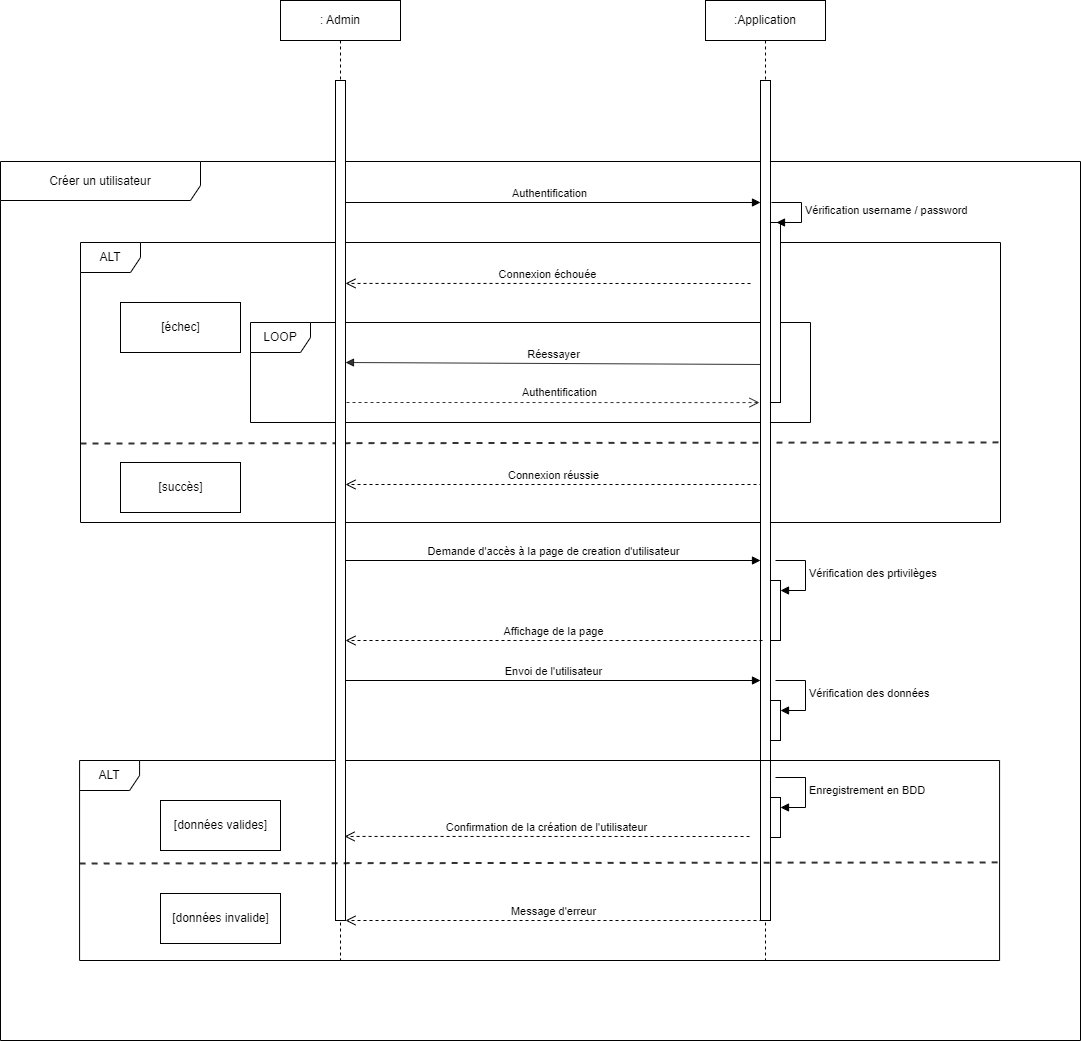 : Admin
:Application
Créer un utilisateur
Authentification
Vérification username / password
ALT
Connexion échouée
[échec]
LOOP
Réessayer
Authentification
Connexion réussie
[succès]
Demande d'accès à la page de creation d'utilisateur
Vérification des prtivilèges
Affichage de la page
Envoi de l'utilisateur
Vérification des données
ALT
Enregistrement en BDD
[données valides]
Confirmation de la création de l'utilisateur
Message d'erreur
[données invalide]